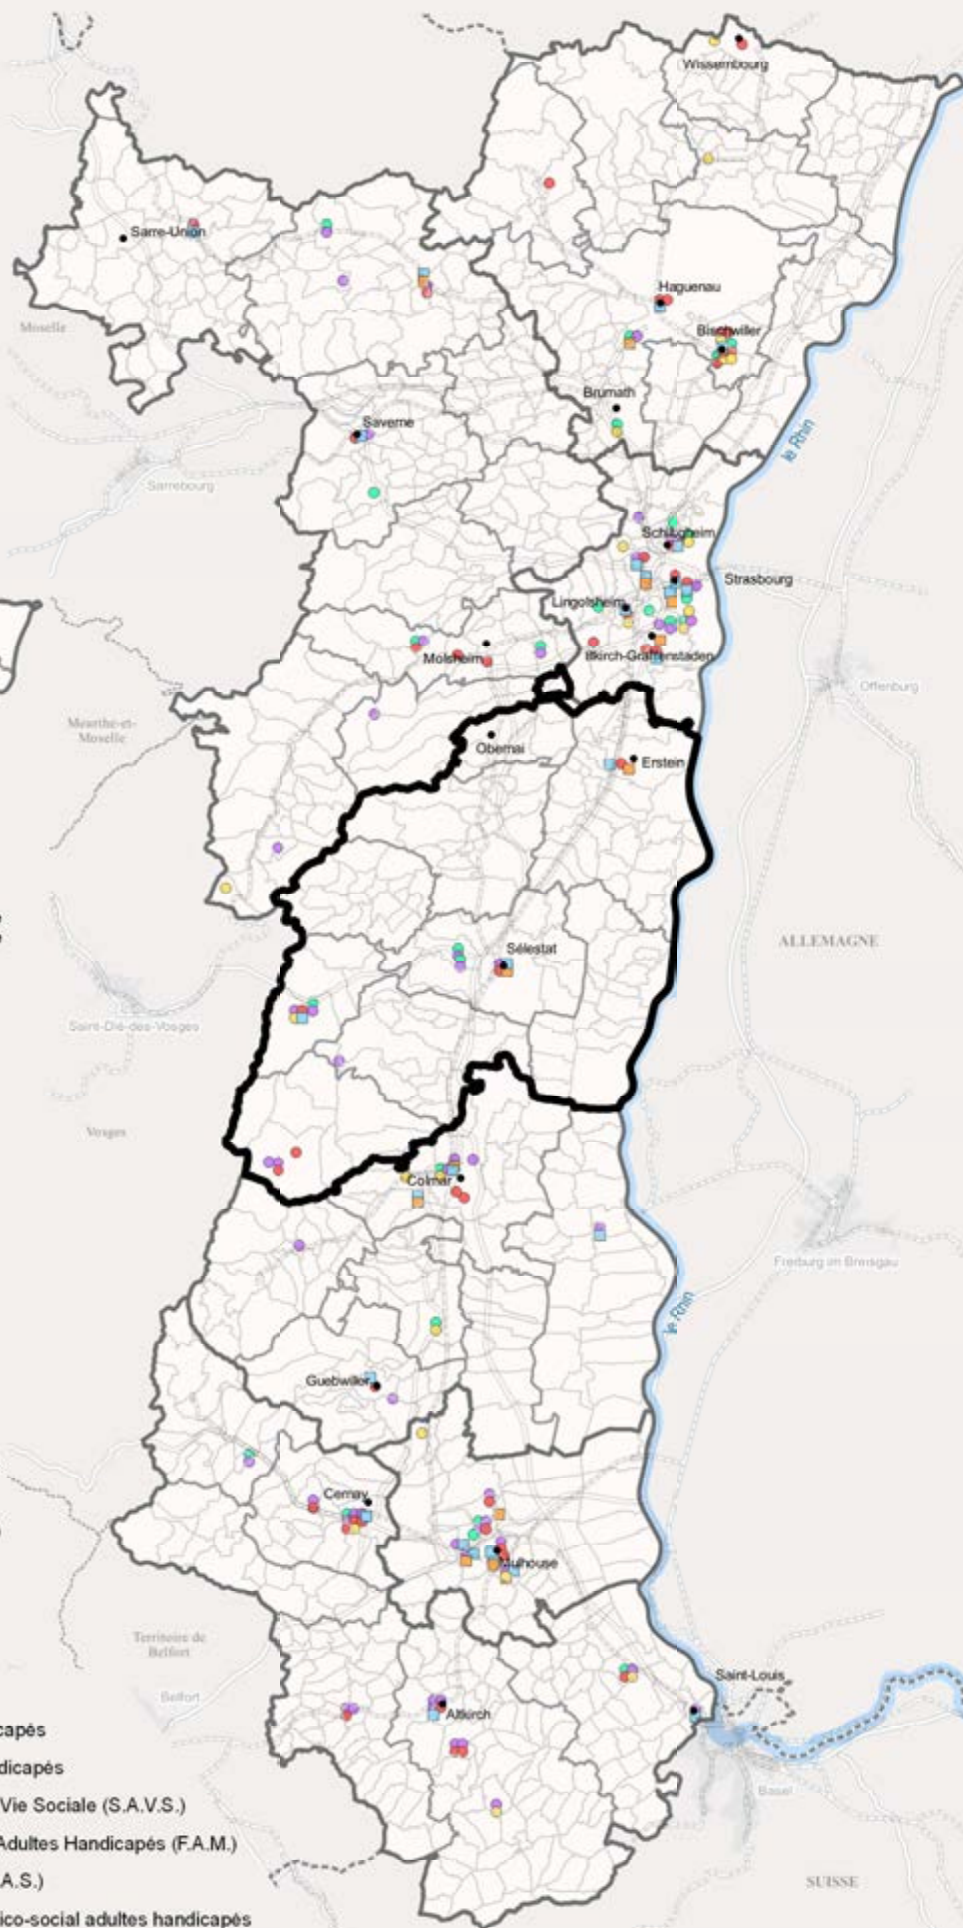 Wissembourg
Sarre-Union
Haguenau
Moselle
Bischwiller
Brumath
Saverne
le Rhin
Sarrebourg
Schiltigheim
Strasbourg
Lingolsheim
Illkirch-Graffenstaden
Molsheim
Offenburg
Meurthe-et-
Moselle
Obernai
Erstein
ALLEMAGNE
Sélestat
Saint-Dié-des-Vosges
Vosges
Colmar
Freiburg im Breisgau
le Rhin
Guebwiller
Cernay
Mulhouse
Territoire de
Belfort
Belfort
Saint-Louis
Altkirch
Basel
SUISSE
capés
dicapés
Vie Sociale (S.A.V.S.)
Adultes Handicapés (F.A.M.)
A.S.)
ico-social adultes handicapés